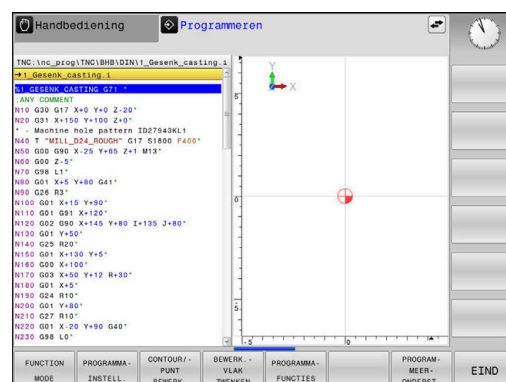 Handbediening
Programmeren
TNC:\nc_prog\TNC\BHB\DIN\1_Gesenk_casting.i
→1_Gesenk_casting.i
%1_GESENK_CASTING G71 *
;ANY COMMENT
N10 G30 G17 X+0 Y+0 Z-20*
N20 G31 X+150 Y+100 Z+0*
* - Machine hole pattern ID27943KL1
N40 T "MILL_D24_ROUGH" G17 S1800 F400*
N50 G00 G90 X-25 Y+65 Z+1 M13*
N60 G00 Z-5*
N70 G98 L1*
N80 G01 X+5 Y+80 G41*
N90 G26 R3*
N100 G01 X+15 Y+90*
N110 G01 G91 X+120*
N120 G02 G90 X+145 Y+80 I+135 J+80*
N130 G01 Y+50*
N140 G25 R20*
N150 G01 X+130 Y+5*
N160 G00 X+100*
N170 G03 X+50 Y+12 R+30*
N180 G01 X+5*
N190 G24 R10*
N200 G01 Y+80*
N210 G27 R10*
N220 G01 X-20 Y+90 G40*
N230 G98 L0*
Y
X
5
0
-5
-5
0
FUNCTION
MODE
PROGRAMMA-
INSTELL.
CONTOUR/-
PUNT
BEWERK.
BEWERK.-
VLAK
ZWENKEN
PROGRAMMA-
FUNCTIES
PROGRAM-
MEER-
ONDERST.
EIND